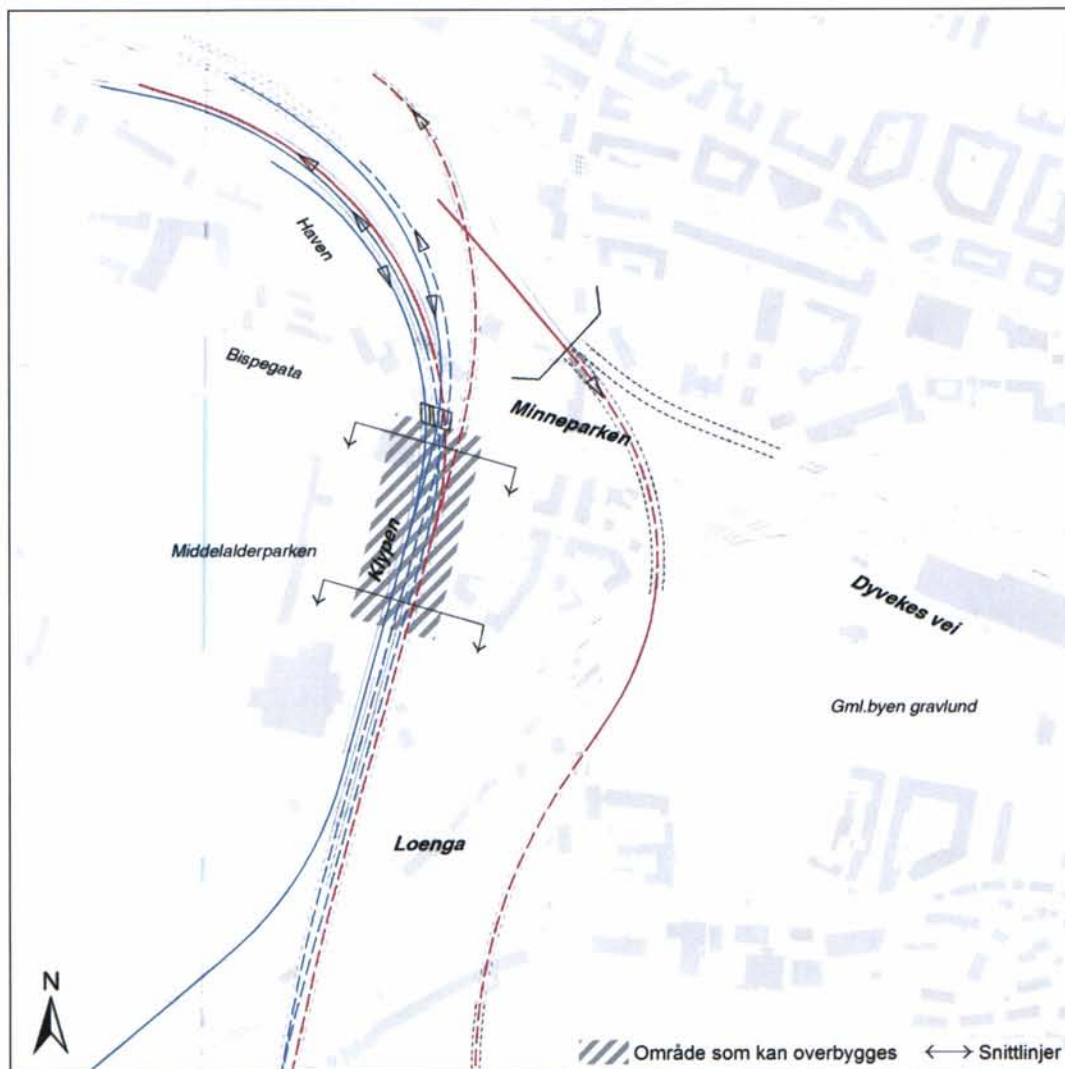 Haven
Bispegata
Minneparken
Middelalderparken
Klypen
Dyvekes vei
Gml.byen gravlund
Loenga
N
Område som kan overbygges
Snittlinjer